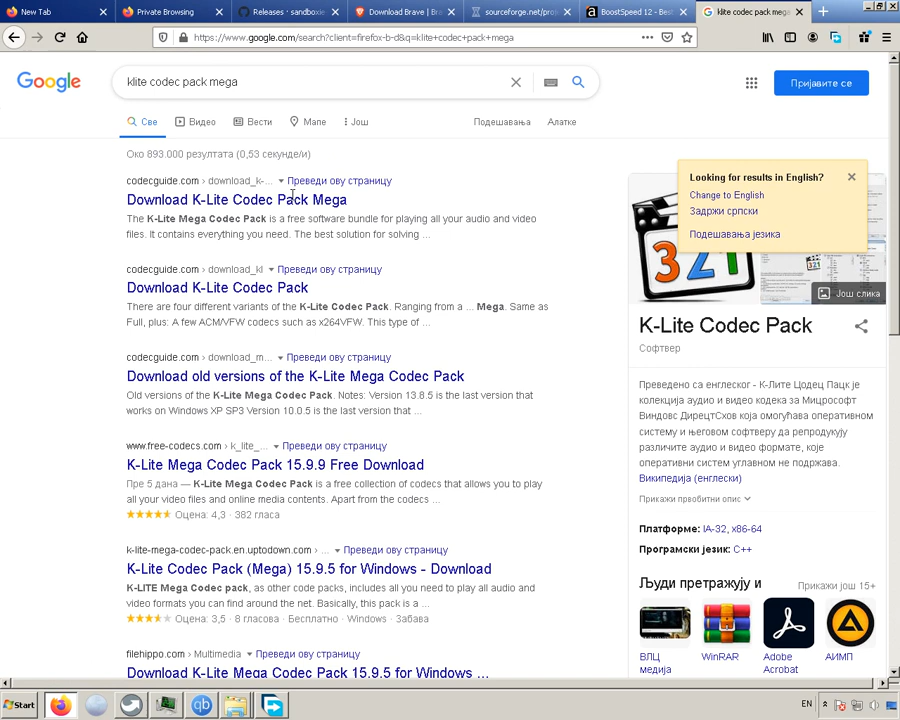 New Tab
Private Browsing
Releases · sandboxie
Download Brave | Bra
sourceforge.net/proj
BoostSpeed 12 - Best
klite codec pack mega
https://www.google.com/search?client=firefox-b-d&q=klite+codec+pack+mega
Google
klite codec pack mega
Пријавите се
Све
Видео
Вести
Мапе
Још
Подешавања
Алатке
Око 893.000 резултата (0,53 секунде/и)
codecguide.com › download_k-... Преведи ову страницу
Download K-Lite Codec Pack Mega
The K-Lite Mega Codec Pack is a free software bundle for playing all your audio and video
files. It contains everything you need. The best solution for solving ...
codecguide.com › download_kl Преведи ову страницу
Download K-Lite Codec Pack
There are four different variants of the K-Lite Codec Pack. Ranging from a ... Mega. Same as
Full, plus: A few ACM/VFW codecs such as x264VFW. This type of ...
codecguide.com › download_m... Преведи ову страницу
Download old versions of the K-Lite Mega Codec Pack
Old versions of the K-Lite Codec Pack. Notes: Version 13.8.5 is the last version that
works on Windows XP SP3 Version 10.0.5 is the last version that ...
www.free-codecs.com › k_lite_... Преведи ову страницу
K-Lite Mega Codec Pack 15.9.9 Free Download
Пре 5 дана — K-Lite Mega Codec Pack is a free collection of codecs that allows you to play
all your video files and online media contents. Apart from the codecs ...
Оцена: 4,3 · 382 гласа
k-lite-mega-codec-pack.en.uptodown.com › ... Преведи ову страницу
K-Lite Codec Pack (Mega) 15.9.5 for Windows - Download
K-LITE Mega Codec pack, as other code packs, includes all you need to play all audio and
video formats you can find around the net. Basically, this pack is a ...
Оцена: 3,5 · 8 гласова · Бесплатно · Windows · Забава
filehippo.com › Multimedia Преведи ову страницу
Download K-Lite Mega Codec Pack 15.9.5 for Windows ...
Looking for results in English?
Change to English
Задржи српски
Подешавања језика
321
Још слика
K-Lite Codec Pack
Софтвер
Преведено са енглеског - К-Лите Цодец Пацк је
колекција аудио и видео кодека за Мицрософт
Виндовс ДирецтСхов која омогућава оперативном
систему и његовом софтверу да репродукују
различите аудио и видео формате, које
оперативни систем углавном не подржава.
Википедија (енглески)
Прикажи првобитни опис
Платформе: IA-32, x86-64
Програмски језик: C++
Људи претражују и
Прикажи још 15+
ВЛЦ
медија
WinRAR
Adobe
Acrobat
АИМП
Start
qb
EN